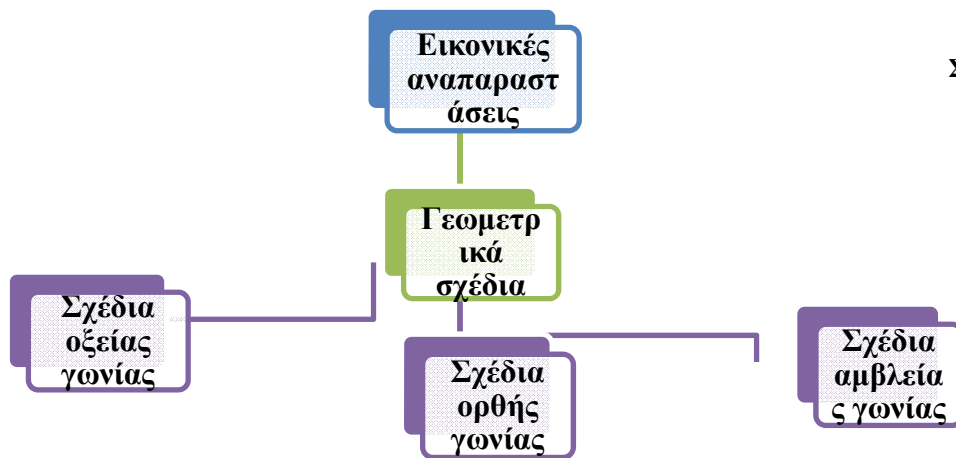 Εικονικές
αναπαραστ
άσεις
Σ
Γεωμετρ
ικά
σχέδια
Σχέδια
οξείας
γωνίας
Σχέδια
ορθής
γωνίας
Σχέδια
αμβλεία
ς γωνίας